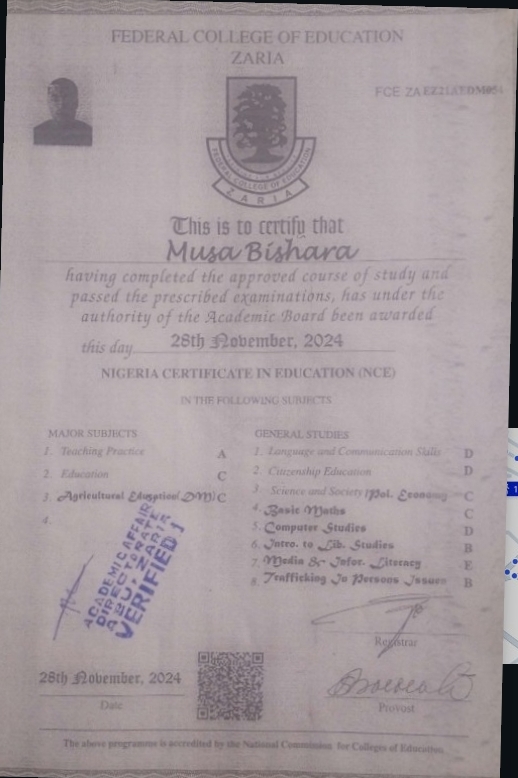 FEDERAL COLLEGE OF EDUCATION
ZARIA
FCE ZA
FEDERAL COLLEGE OF EDUCATION
ZARIA
This is to certify that
Musa Bishara
having completed the approved course of study and
passed the prescribed examinations, has under the
authority of the Academic Board been awarded
this day 28th November, 2024
NIGERIA CERTIFICATE IN EDUCATION (NCE)
IN THE FOLLOWING SUBJECTS
MAJOR SUBJECTS
1. Teaching Practice A
2. Education C
3. Agricultural Education(DM) C
4.
GENERAL STUDIES
1. Language and Communication Skills D
2. Citizenship Education D
3. Science and Society/Pol. Economy C
4. Basic Maths C
5. Computer Studies D
6. Intro. to Lib. Studies B
7. Media & Infor. Literacy E
8. Trafficking In Persons Issues B
ACADEMIC AFFAIRS
DIRECTORATE
ABU, ZARIA
VERIFIED 1
Registrar
28th November, 2024
Date
Provost
The above programme is accredited by the National Commission for Colleges of Education.